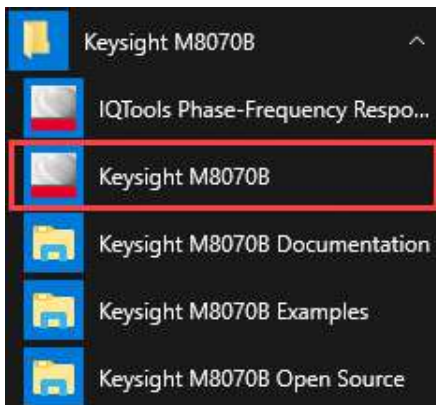 Keysight M8070B
IQTools Phase-Frequency Respo...
Keysight M8070B
Keysight M8070B Documentation
Keysight M8070B Examples
Keysight M8070B Open Source